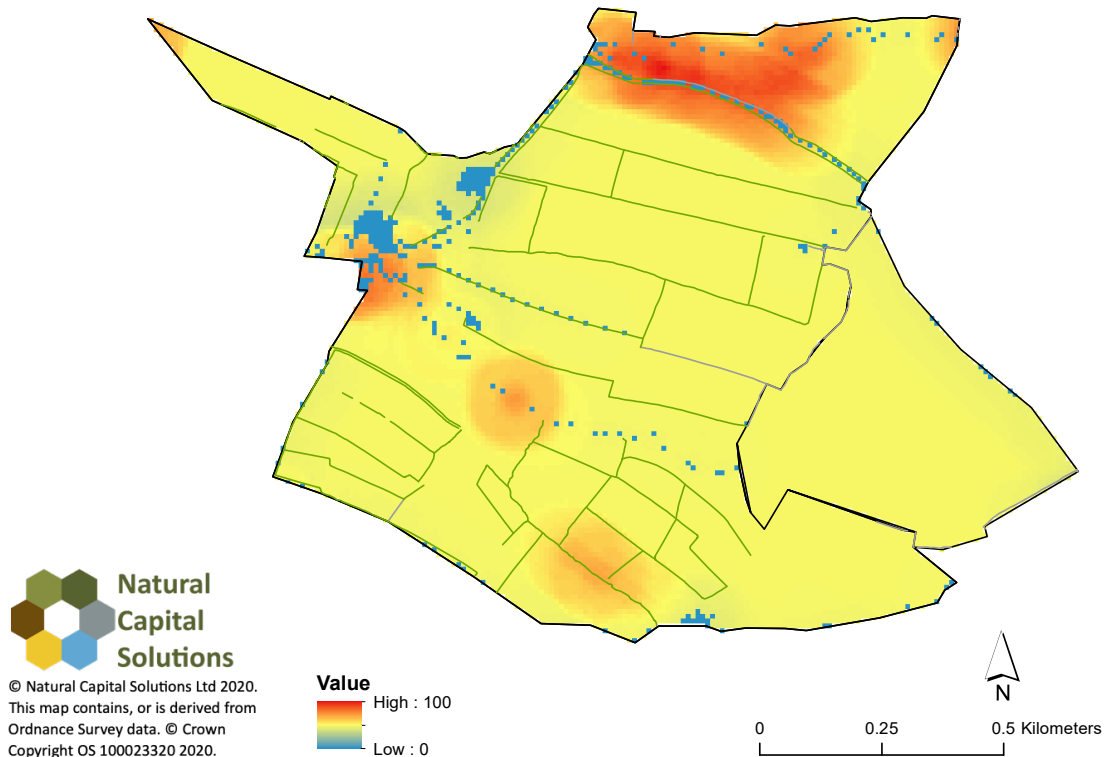 Natural
Capital
Solutions
© Natural Capital Solutions Ltd 2020.
This map contains, or is derived from
Ordnance Survey data. © Crown
Copyright OS 100023320 2020.
Value
High : 100
Low : 0
N
0 0.25 0.5 Kilometers